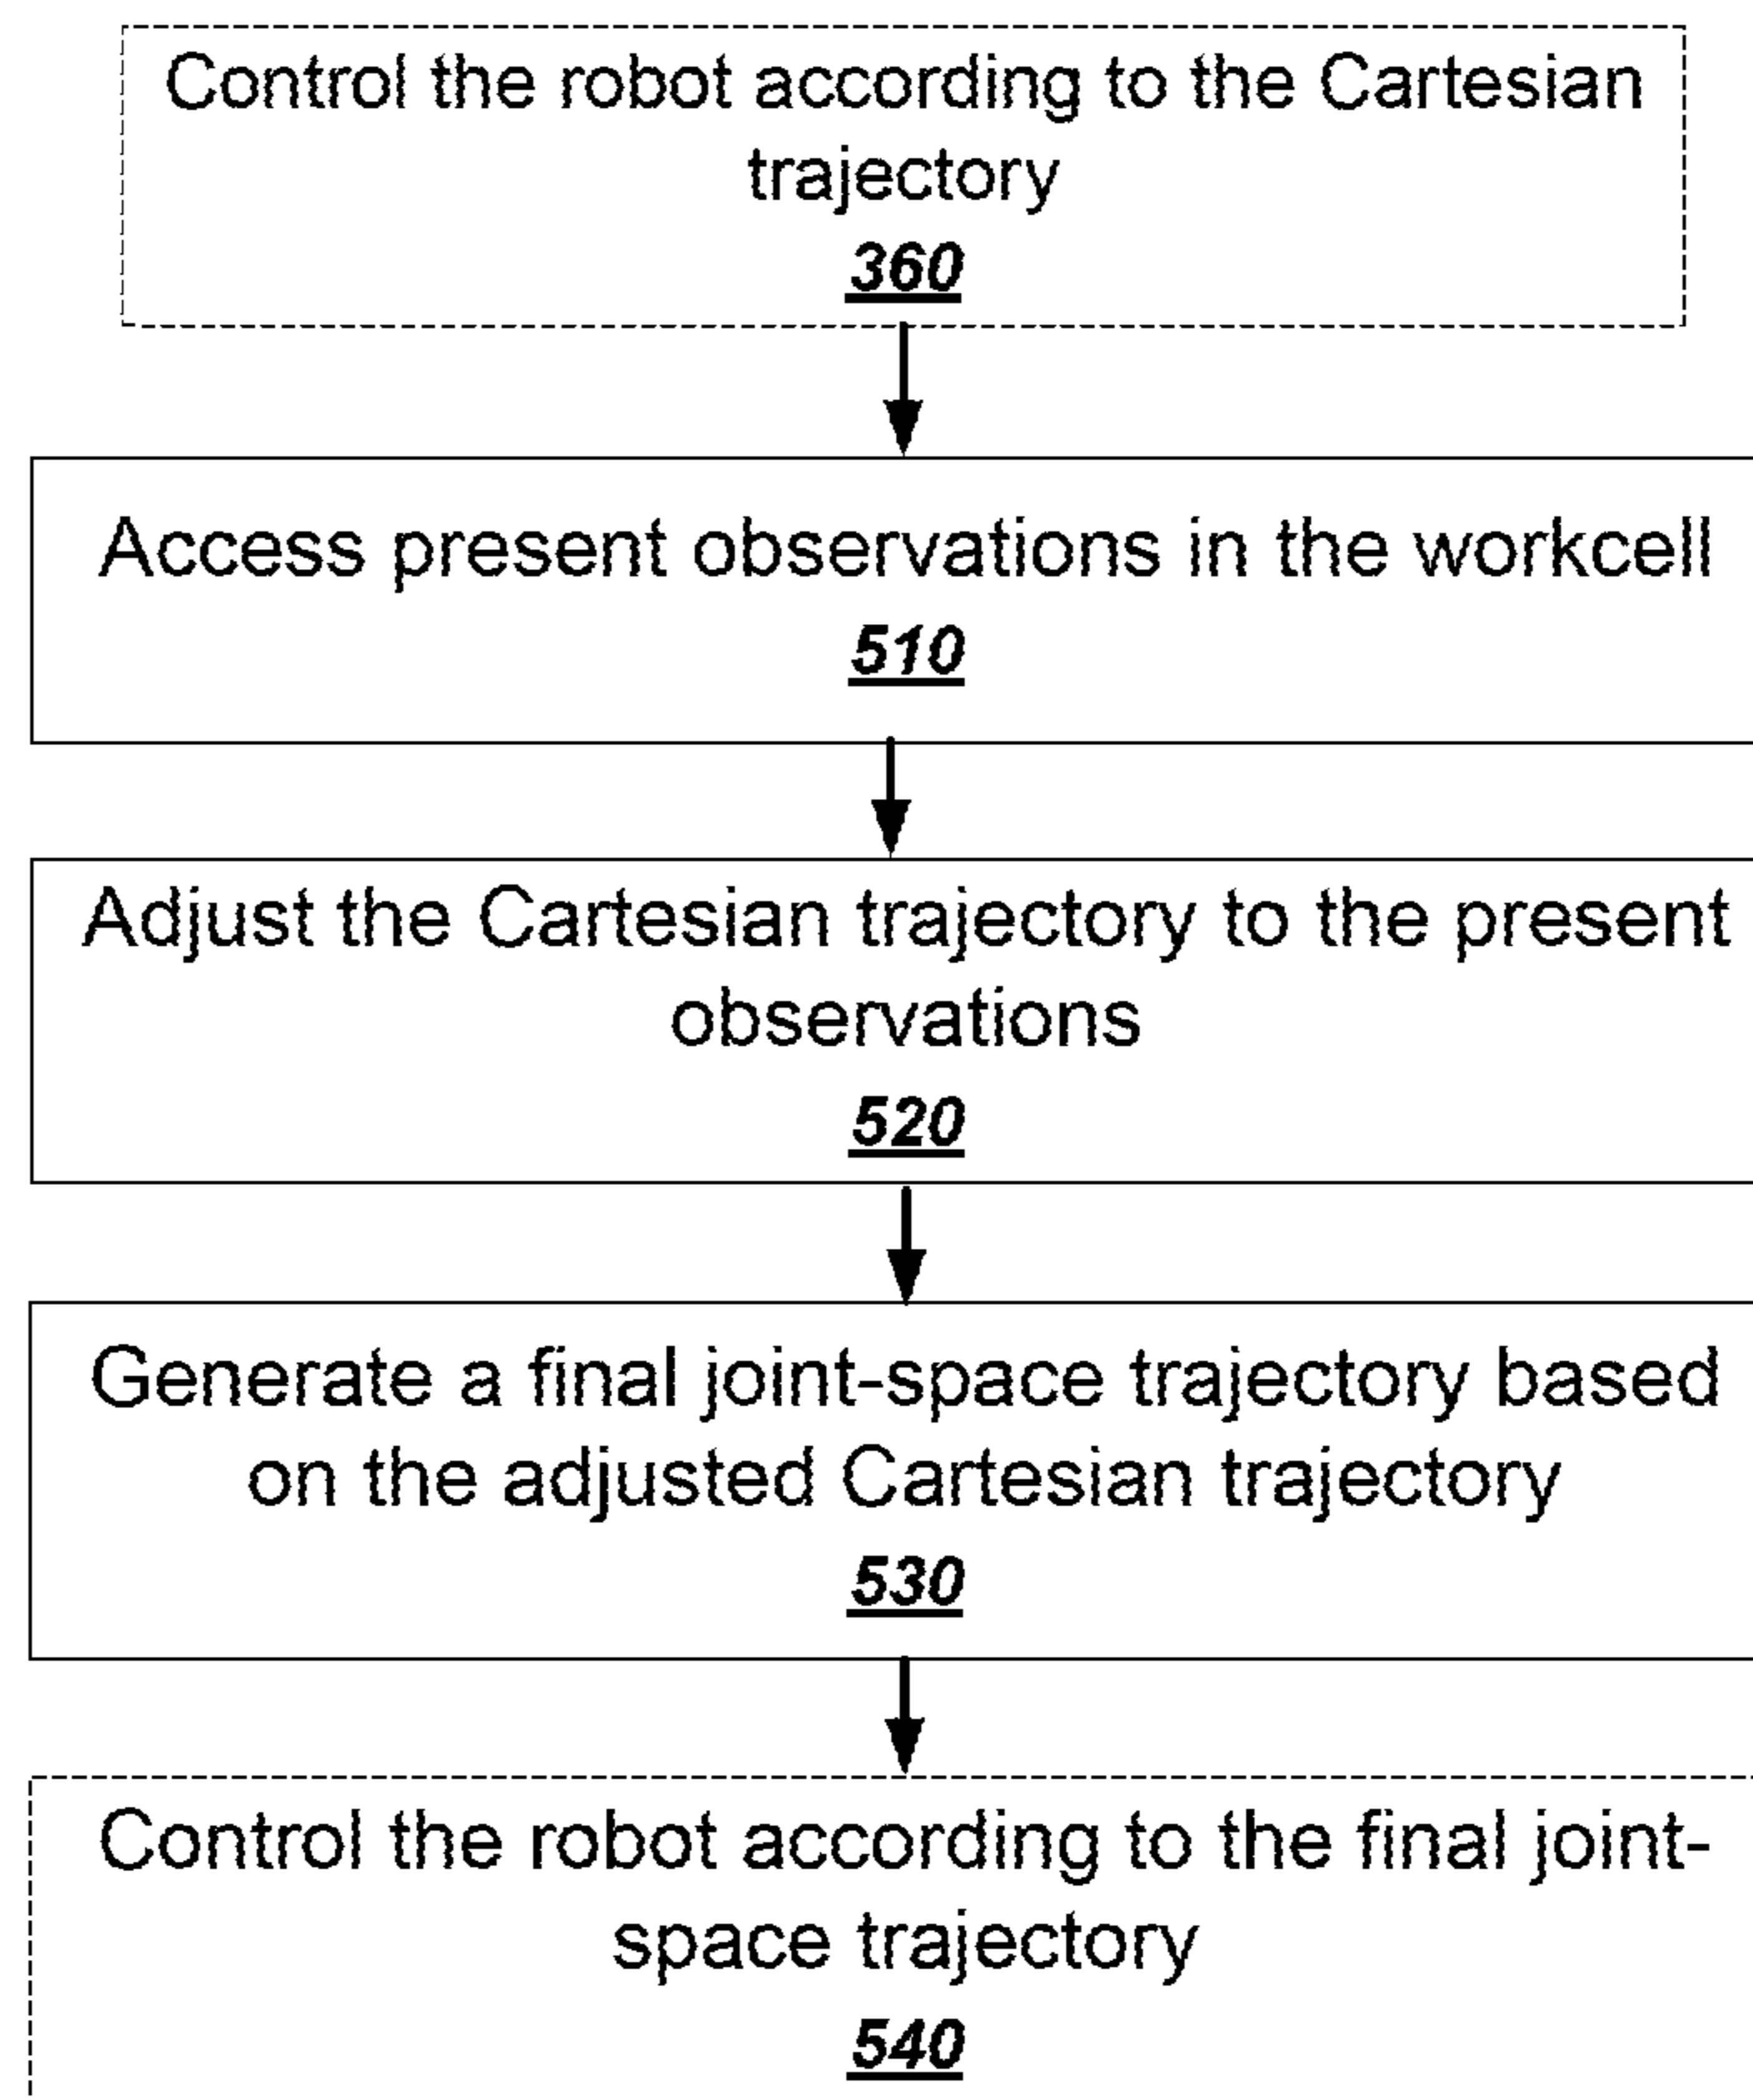 Control the robot according to the Cartesian
trajectory
360
Access present observations in the workcell
510
Adjust the Cartesian trajectory to the present
observations
520
Generate a final joint-space trajectory based
on the adjusted Cartesian trajectory
530
Control the robot according to the final joint-
space trajectory
540